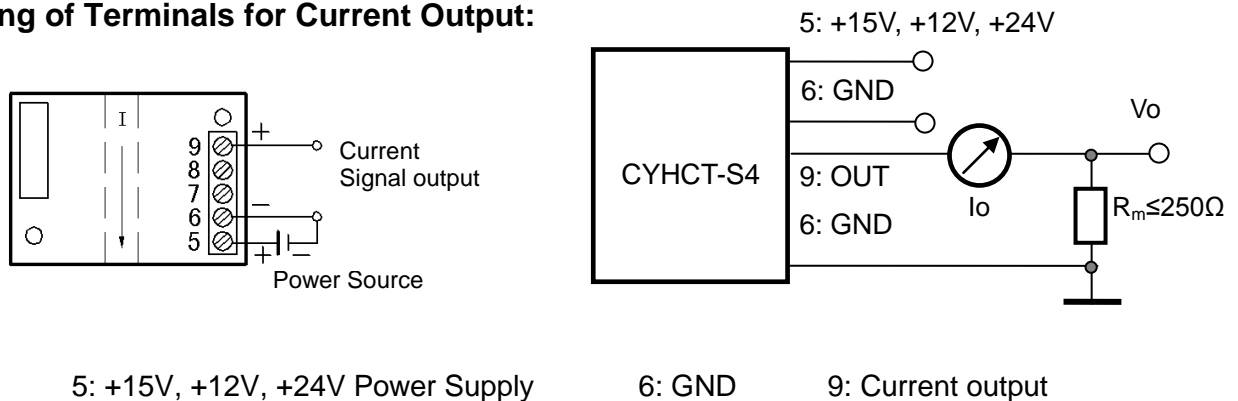 ng of Terminals for Current Output:
I
9
8
7
6
5
+
−
+
−
Current
Signal output
Power Source
5: +15V, +12V, +24V
6: GND
CYHCT-S4
9: OUT
6: GND
Io
Vo
Rₘ≤250Ω
5: +15V, +12V, +24V Power Supply 6: GND 9: Current output